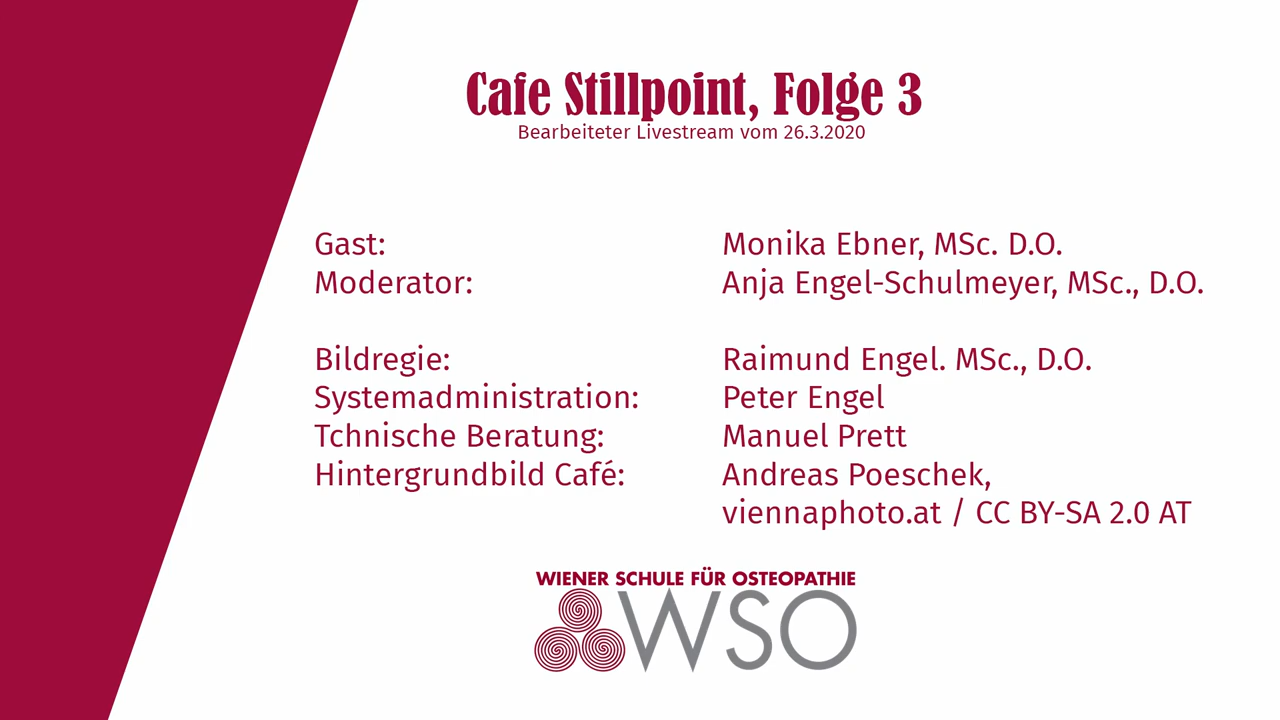 Cafe Stillpoint, Folge 3
Bearbeiteter Livestream vom 26.3.2020
Gast: Monika Ebner, MSc. D.O.
Moderator: Anja Engel-Schulmeyer, MSc., D.O.
Bildregie: Raimund Engel. MSc., D.O.
Systemadministration: Peter Engel
Tchnische Beratung: Manuel Prett
Hintergrundbild Café: Andreas Poeschek,
viennaphoto.at / CC BY-SA 2.0 AT
WIENER SCHULE FÜR OSTEOPATHIE
WSO